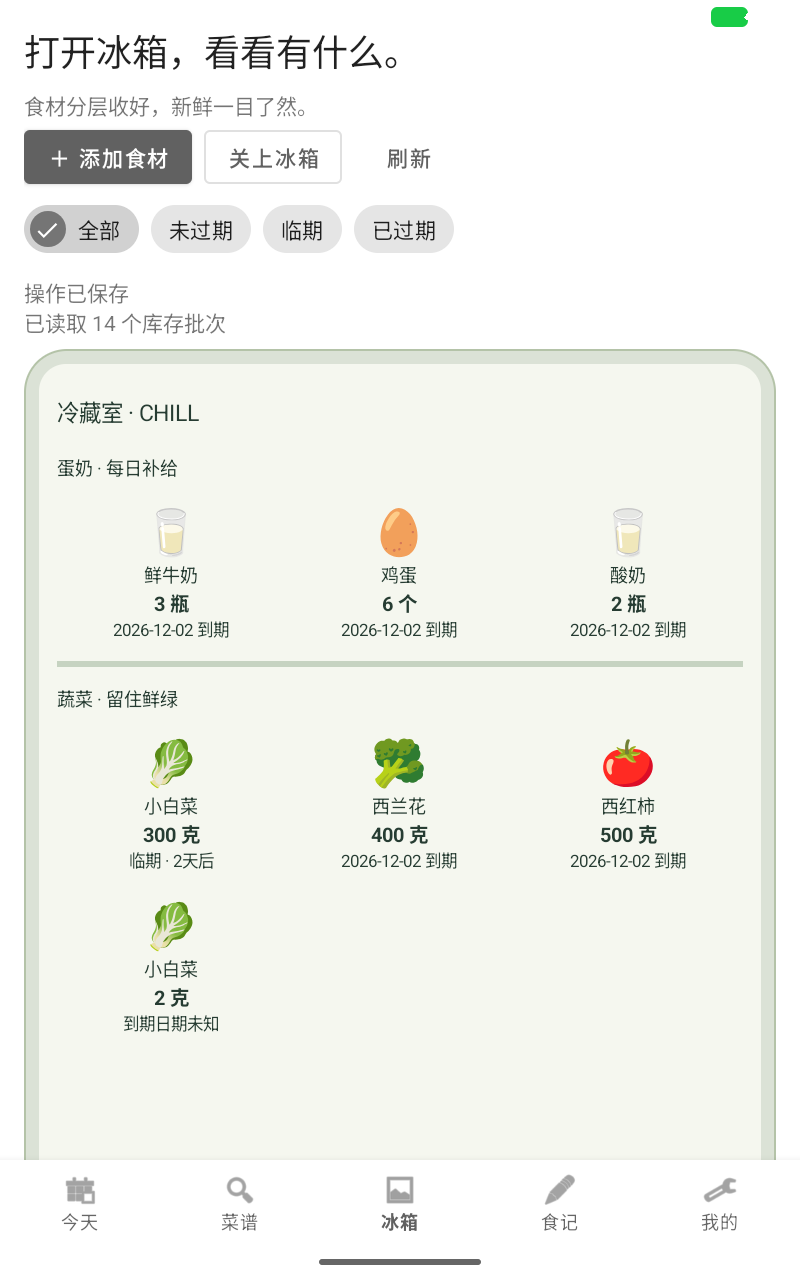 打开冰箱，看看有什么。
食材分层收好，新鲜一目了然。
＋ 添加食材 关上冰箱 刷新
全部 未过期 临期 已过期
操作已保存
已读取 14 个库存批次
冷藏室 · CHILL
蛋奶 · 每日补给
鲜牛奶 鸡蛋 酸奶
3 瓶 6 个 2 瓶
2026-12-02 到期 2026-12-02 到期 2026-12-02 到期
蔬菜 · 留住鲜绿
小白菜 西兰花 西红柿
300 克 400 克 500 克
临期 · 2天后 2026-12-02 到期 2026-12-02 到期
小白菜
2 克
到期日期未知
今天 菜谱 冰箱 食记 我的